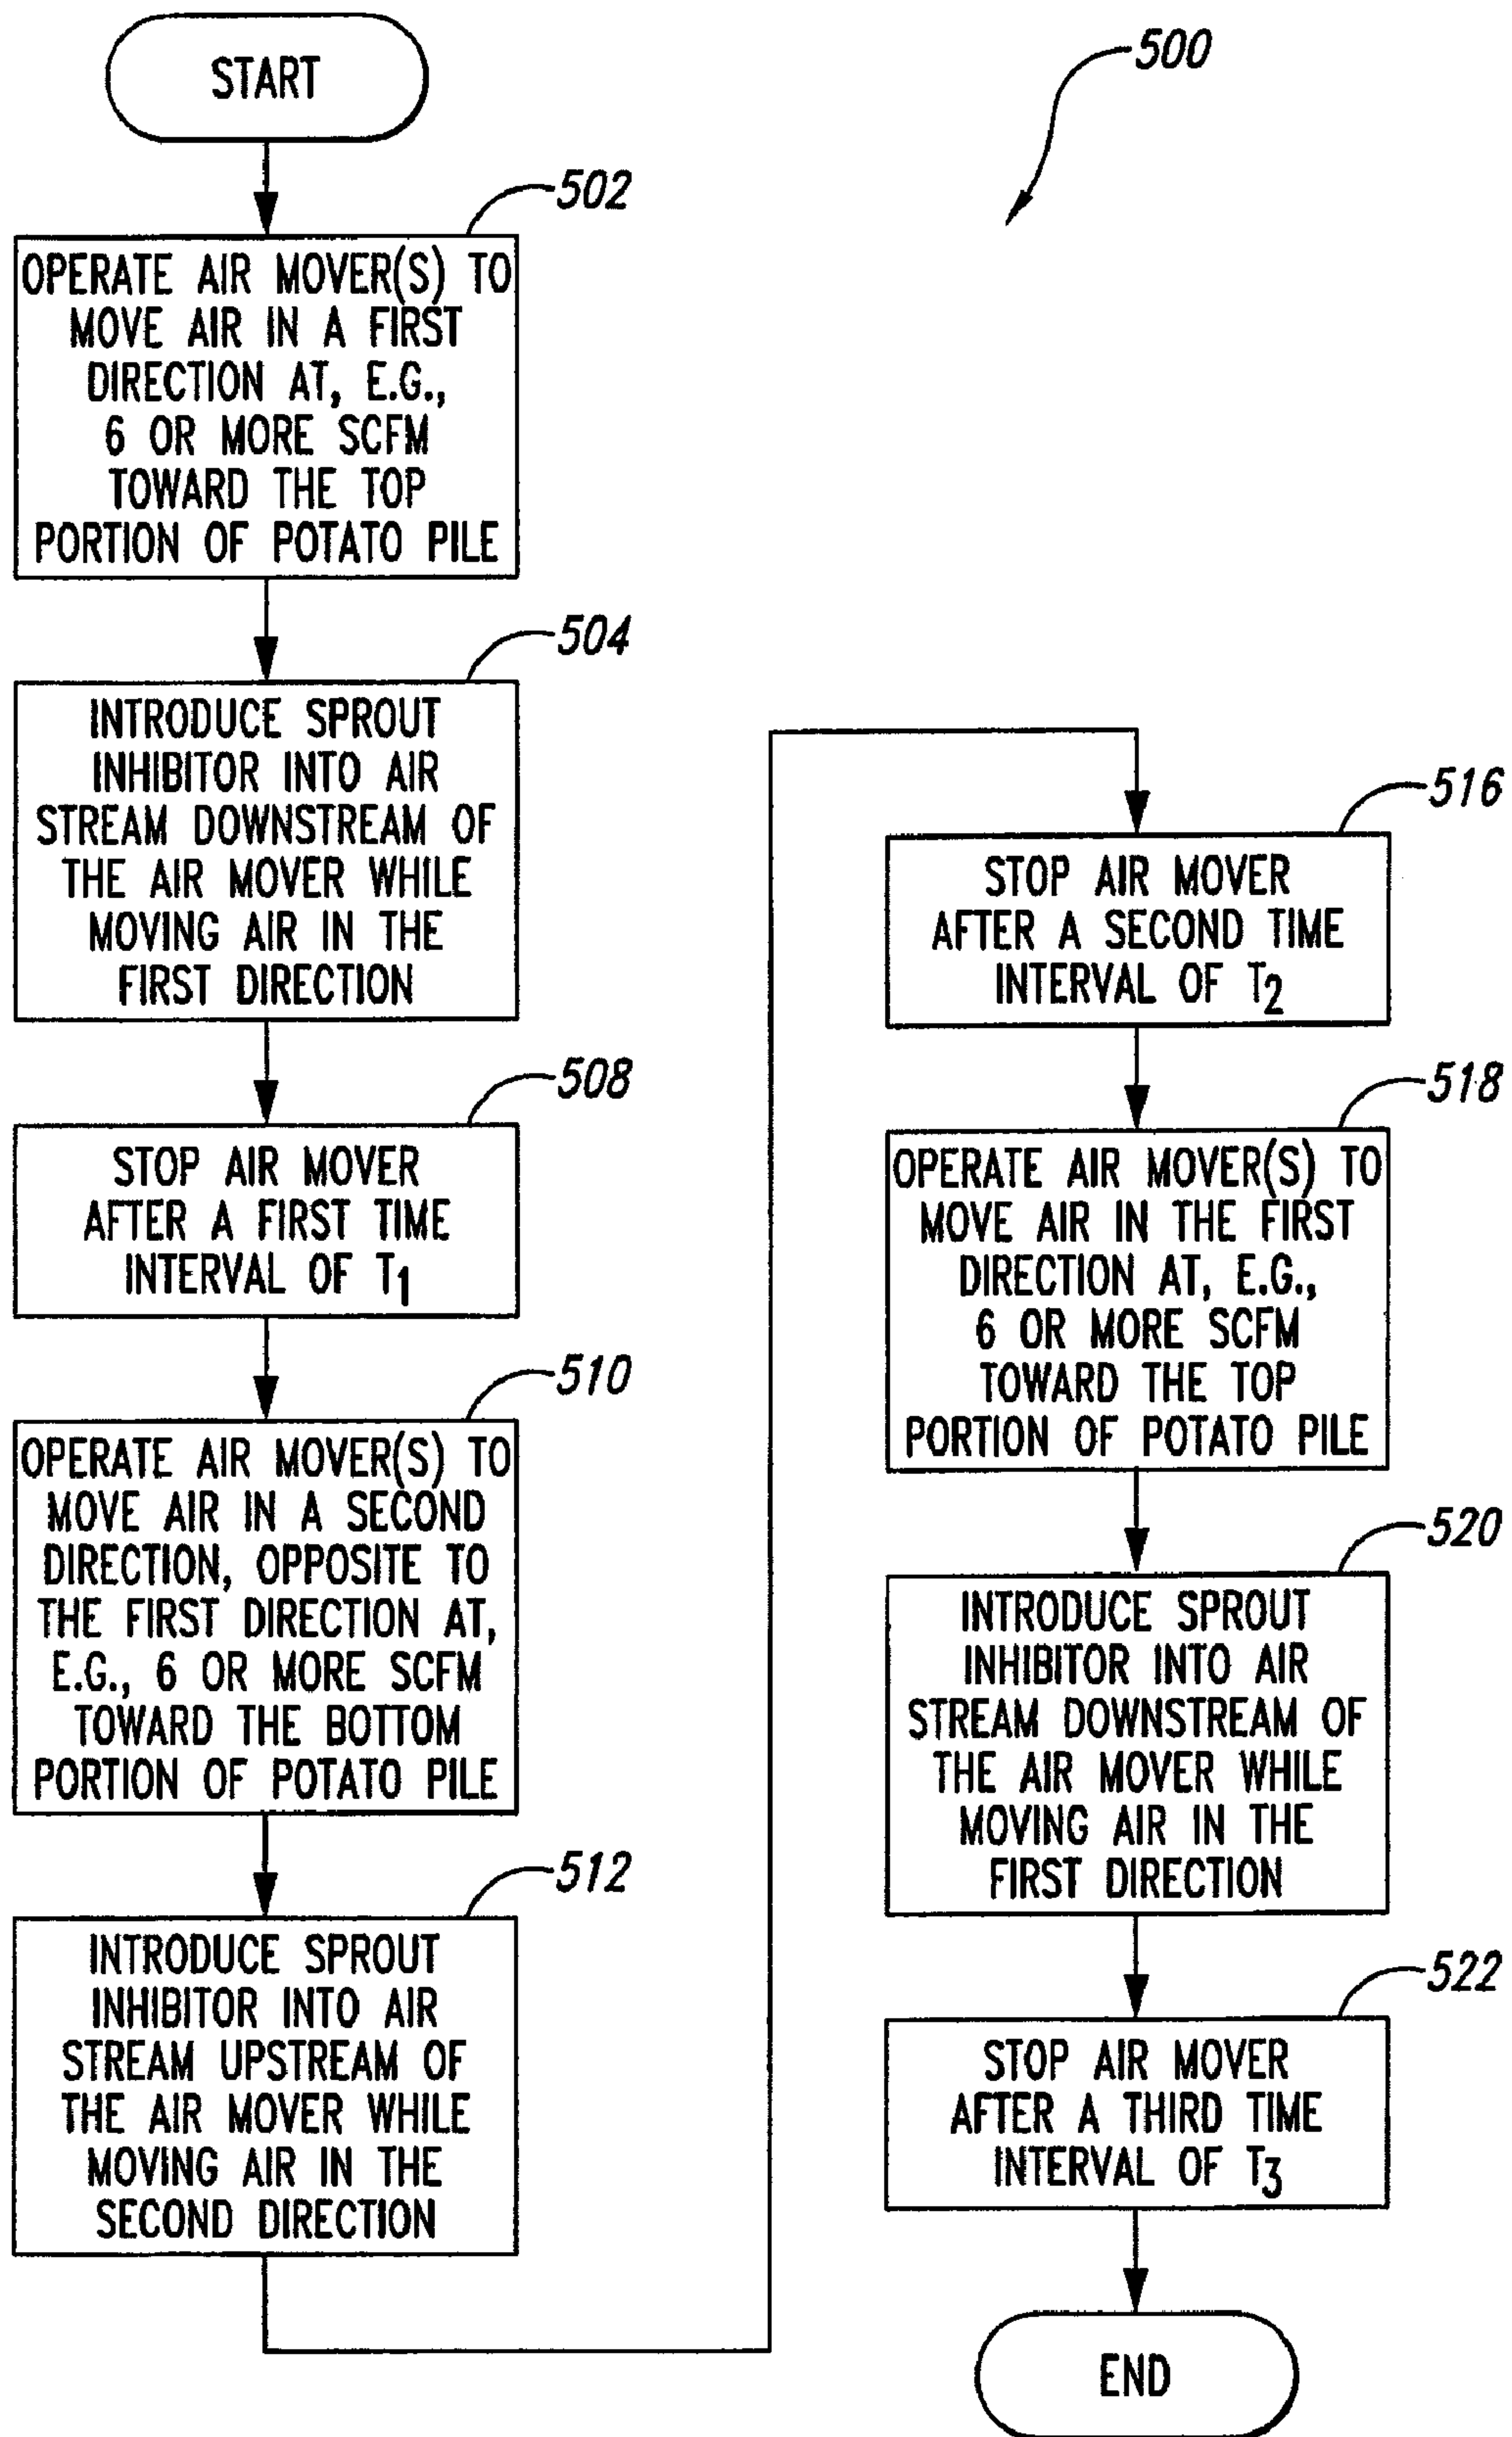 START
500
502
OPERATE AIR MOVER(S) TO
MOVE AIR IN A FIRST
DIRECTION AT, E.G.,
6 OR MORE SCFM
TOWARD THE TOP
PORTION OF POTATO PILE
504
INTRODUCE SPROUT
INHIBITOR INTO AIR
STREAM DOWNSTREAM OF
THE AIR MOVER WHILE
MOVING AIR IN THE
FIRST DIRECTION
508
STOP AIR MOVER
AFTER A FIRST TIME
INTERVAL OF T1
510
OPERATE AIR MOVER(S) TO
MOVE AIR IN A SECOND
DIRECTION, OPPOSITE TO
THE FIRST DIRECTION AT,
E.G., 6 OR MORE SCFM
TOWARD THE BOTTOM
PORTION OF POTATO PILE
512
INTRODUCE SPROUT
INHIBITOR INTO AIR
STREAM UPSTREAM OF
THE AIR MOVER WHILE
MOVING AIR IN THE
SECOND DIRECTION
516
STOP AIR MOVER
AFTER A SECOND TIME
INTERVAL OF T2
518
OPERATE AIR MOVER(S) TO
MOVE AIR IN THE FIRST
DIRECTION AT, E.G.,
6 OR MORE SCFM
TOWARD THE TOP
PORTION OF POTATO PILE
520
INTRODUCE SPROUT
INHIBITOR INTO AIR
STREAM DOWNSTREAM OF
THE AIR MOVER WHILE
MOVING AIR IN THE
FIRST DIRECTION
522
STOP AIR MOVER
AFTER A THIRD TIME
INTERVAL OF T3
END